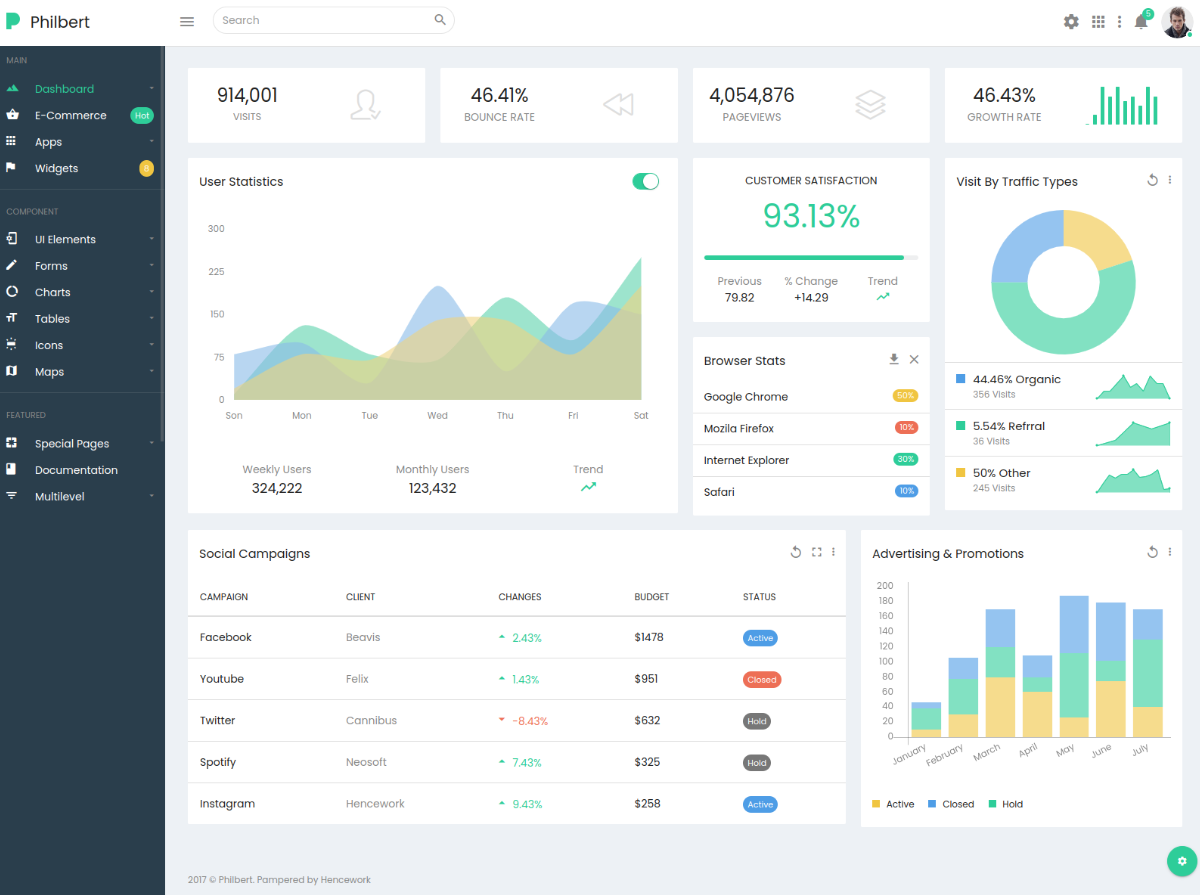 Philbert
Search
5
MAIN
Dashboard
E-Commerce Hot
Apps
Widgets 8
COMPONENT
UI Elements
Forms
Charts
Tables
Icons
Maps
FEATURED
Special Pages
Documentation
Multilevel
914,001
VISITS
46.41%
BOUNCE RATE
4,054,876
PAGEVIEWS
46.43%
GROWTH RATE
User Statistics
300
225
150
75
0
Son Mon Tue Wed Thu Fri Sat
Weekly Users Monthly Users Trend
324,222 123,432
CUSTOMER SATISFACTION
93.13%
Previous % Change Trend
79.82 +14.29
Browser Stats
Google Chrome 50%
Mozila Firefox 10%
Internet Explorer 30%
Safari 10%
Visit By Traffic Types
44.46% Organic
356 Visits
5.54% Refrral
36 Visits
50% Other
245 Visits
Social Campaigns
CAMPAIGN CLIENT CHANGES BUDGET STATUS
Facebook Beavis 2.43% $1478 Active
Youtube Felix 1.43% $951 Closed
Twitter Cannibus -8.43% $632 Hold
Spotify Neosoft 7.43% $325 Hold
Instagram Hencework 9.43% $258 Active
Advertising & Promotions
200
180
160
140
120
100
80
60
40
20
0
January February March April May June July
Active Closed Hold
2017 © Philbert. Pampered by Hencework